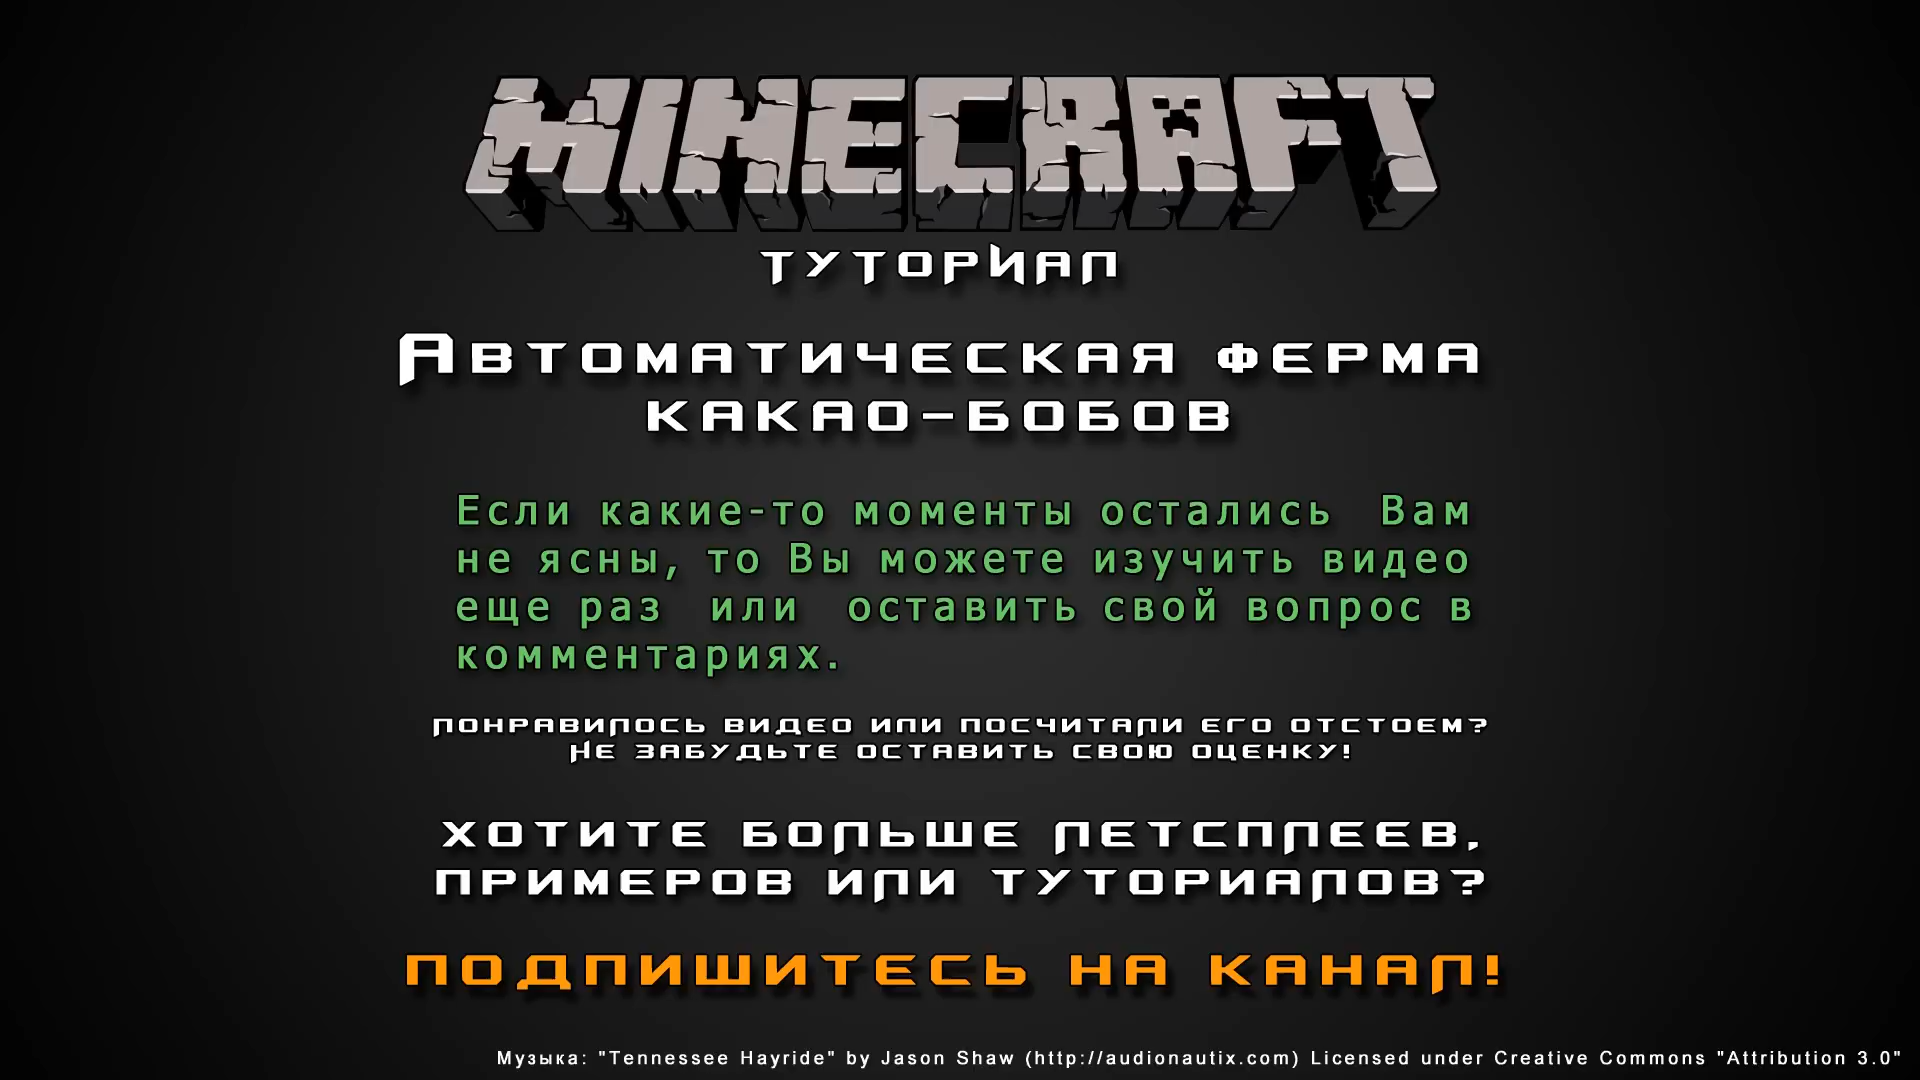 MINECRAFT
туториал
Автоматическая ферма
какао-бобов
Если какие-то моменты остались Вам
не ясны, то Вы можете изучить видео
еще раз или оставить свой вопрос в
комментариях.
понравилось видео или посчитали его отстоем?
Не забудьте оставить свою оценку!
хотите больше летсплеев,
примеров или туториалов?
подпишитесь на канал!
Музыка: "Tennessee Hayride" by Jason Shaw (http://audionautix.com) Licensed under Creative Commons "Attribution 3.0"